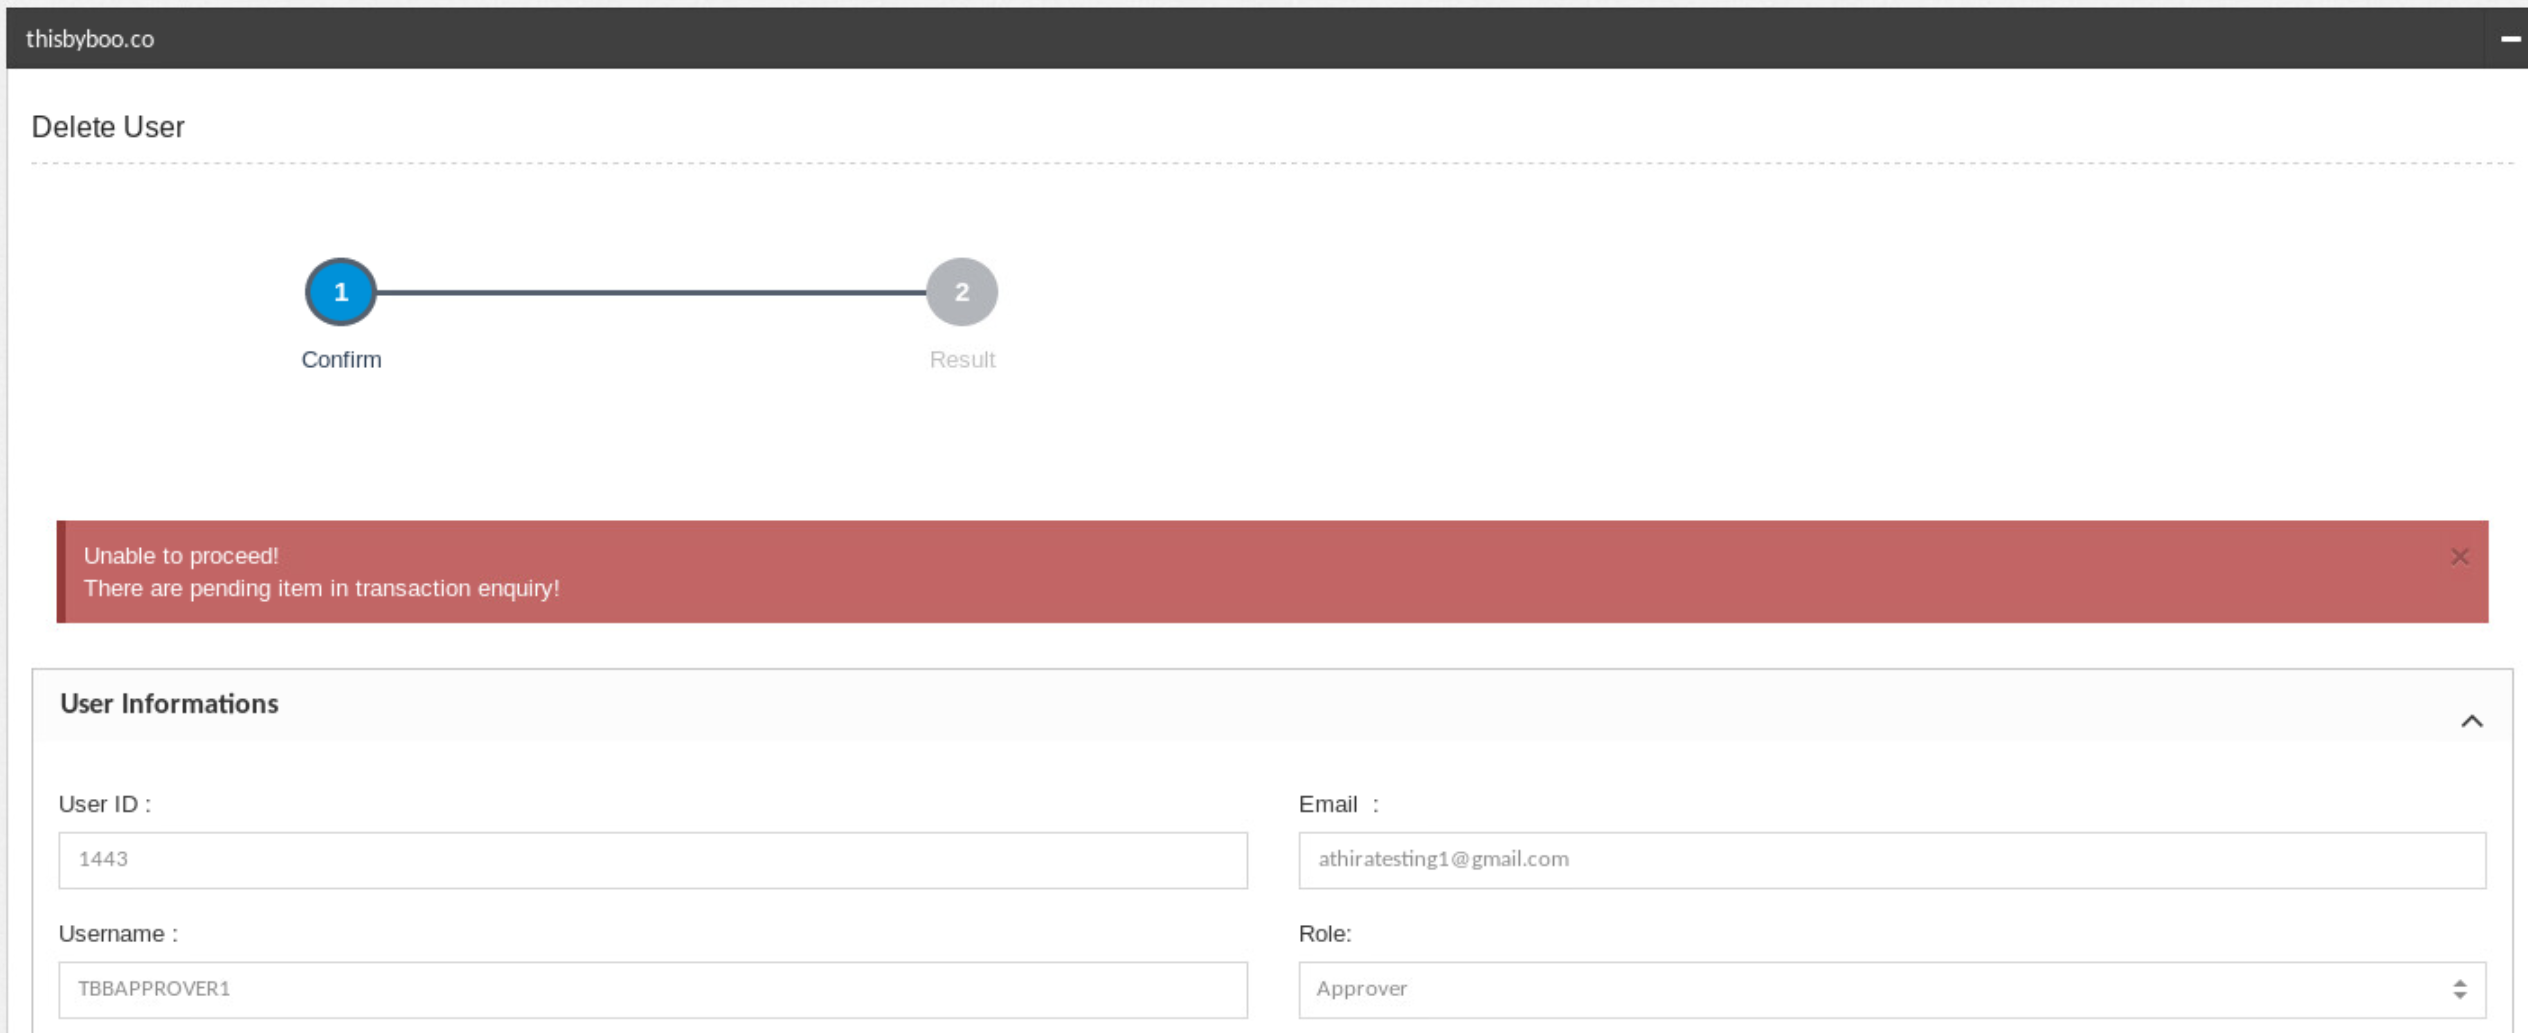 thisbyboo.co
Delete User
1
2
Confirm
Result
Unable to proceed!
There are pending item in transaction enquiry!
User Informations
User ID :
Email :
1443
athiratesting1@gmail.com
Username :
Role:
TBBAPPROVER1
Approver